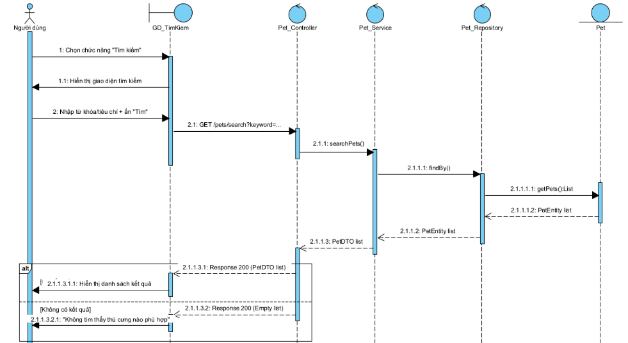 Người dùng
GD_TimKiem
Pet_Controller
Pet_Service
Pet_Repository
Pet
1: Chọn chức năng "Tìm kiếm"
1.1: Hiển thị giao diện tìm kiếm
2: Nhập từ khóa/tiêu chí + ấn "Tìm"
2.1: GET /pets/search?keyword=...
2.1.1: searchPets()
2.1.1.1: findBy()
2.1.1.1.1: getPets():List
2.1.1.1.2: PetEntity list
2.1.1.2: PetEntity list
2.1.1.3: PetDTO list
alt
2.1.1.3.1: Response 200 (PetDTO list)
2.1.1.3.1.1: Hiển thị danh sách kết quả
[Không có kết quả]
2.1.1.3.2: Response 200 (Empty list)
2.1.1.3.2.1: "Không tìm thấy thú cưng nào phù hợp"